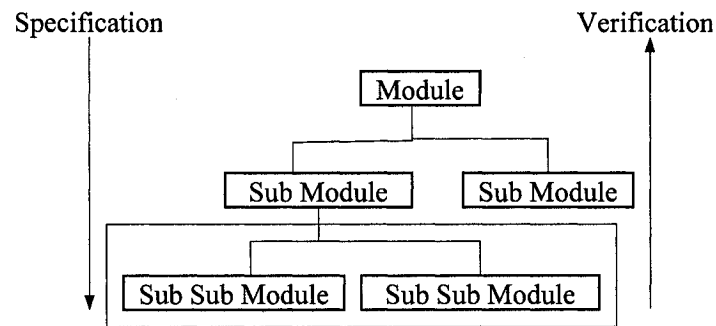 Specification
Verification
Module
Sub Module
Sub Module
Sub Sub Module
Sub Sub Module